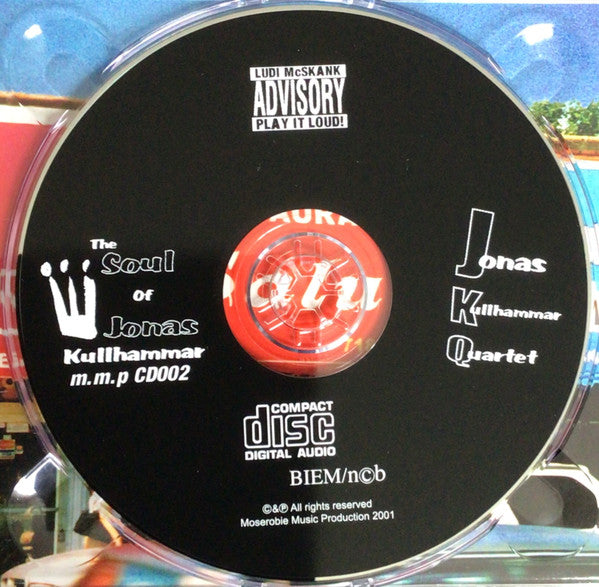 LUDI McSKANK
ADVISORY
PLAY IT LOUD!
The
Soul
of
Jonas
Kullhammar
m.m.p CD002
Jonas
Kullhammar
Quartet
COMPACT
disc
DIGITAL AUDIO
BIEM/n©b
©&℗ All rights reserved
Moserobie Music Production 2001